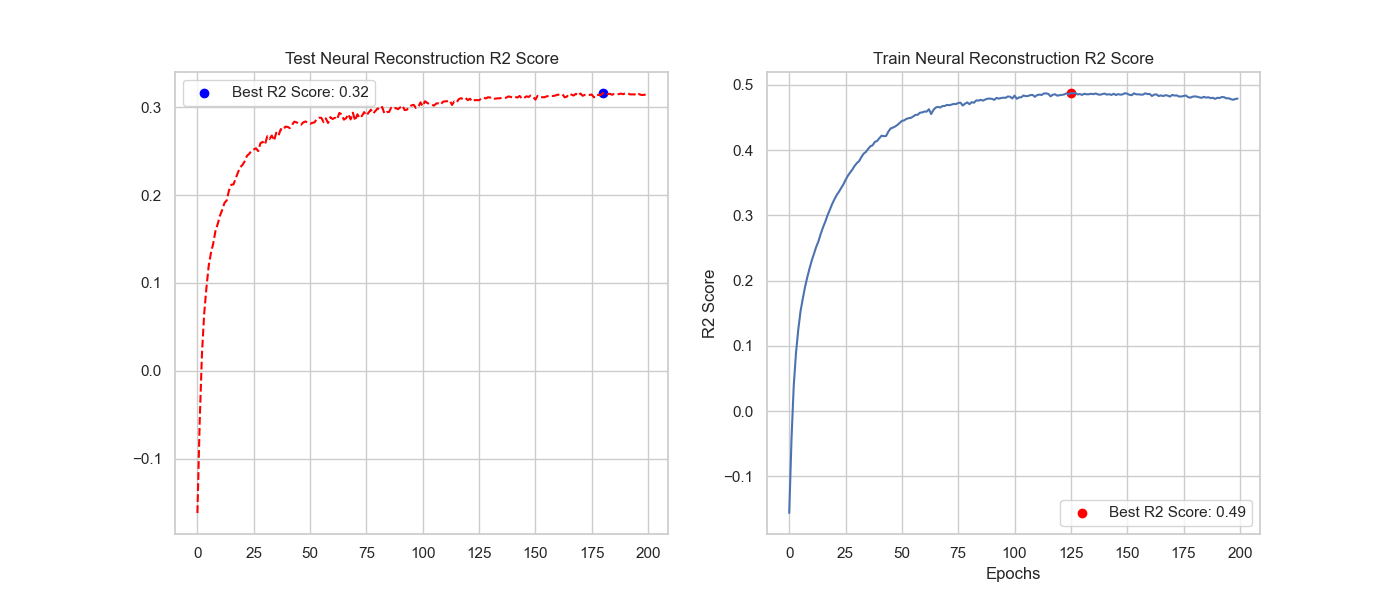 Test Neural Reconstruction R2 Score
Best R2 Score: 0.32
0.3
0.2
0.1
0.0
−0.1
0 25 50 75 100 125 150 175 200
Train Neural Reconstruction R2 Score
R2 Score
0.5
0.4
0.3
0.2
0.1
0.0
−0.1
Best R2 Score: 0.49
0 25 50 75 100 125 150 175 200
Epochs